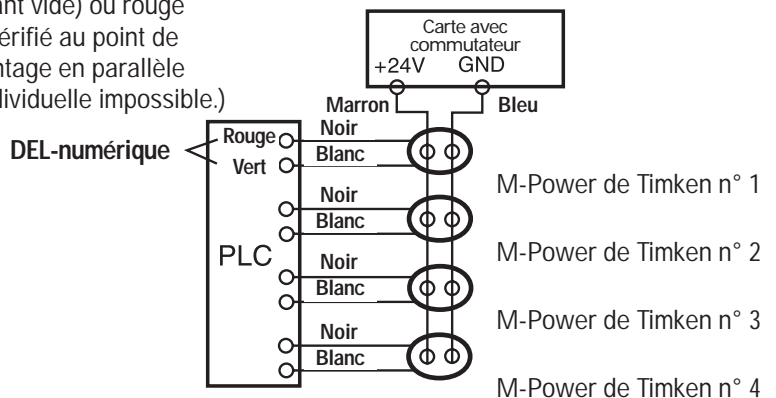 ant vide) ou rouge
érifié au point de
ntage en parallèle
dividuelle impossible.)
Carte avec
commutateur
+24V GND
Marron Bleu
DEL-numérique
Rouge
Vert
PLC
Noir
Blanc
M-Power de Timken n° 1
Noir
Blanc
M-Power de Timken n° 2
Noir
Blanc
M-Power de Timken n° 3
Noir
Blanc
M-Power de Timken n° 4